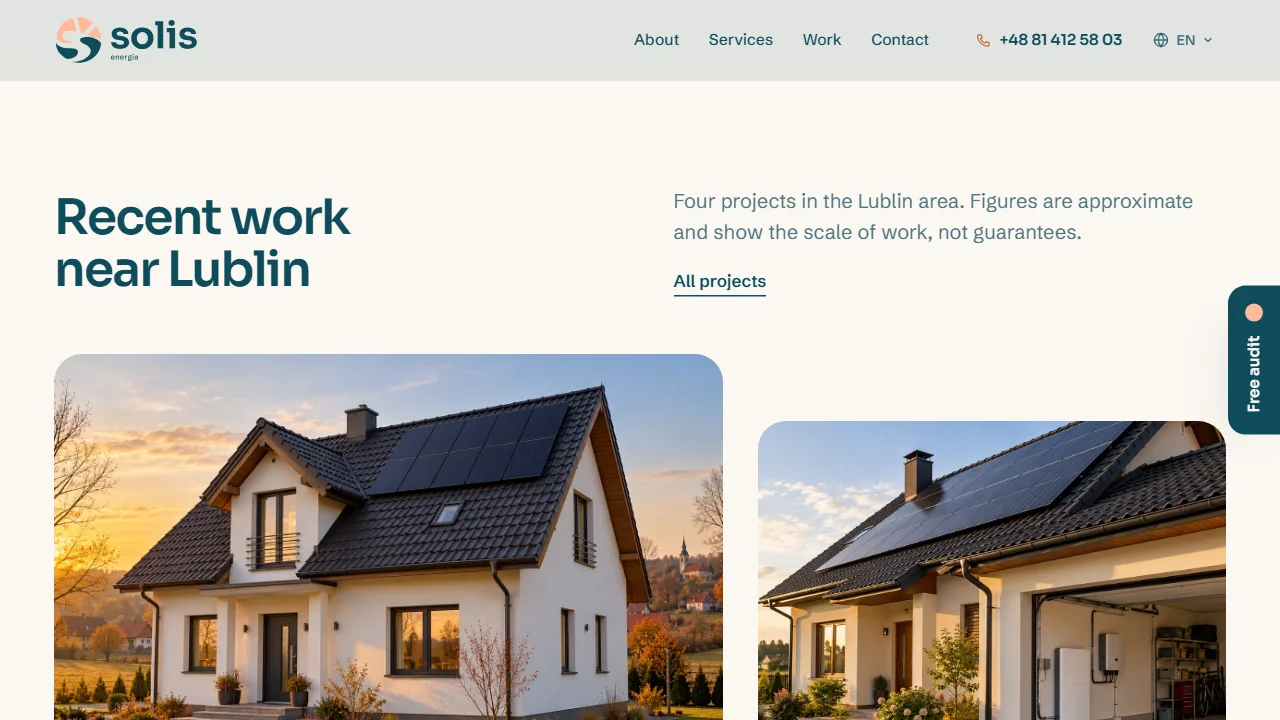 solis
energia
About
Services
Work
Contact
+48 81 412 58 03
EN
Recent work
near Lublin
Four projects in the Lublin area. Figures are approximate
and show the scale of work, not guarantees.
All projects
Free audit